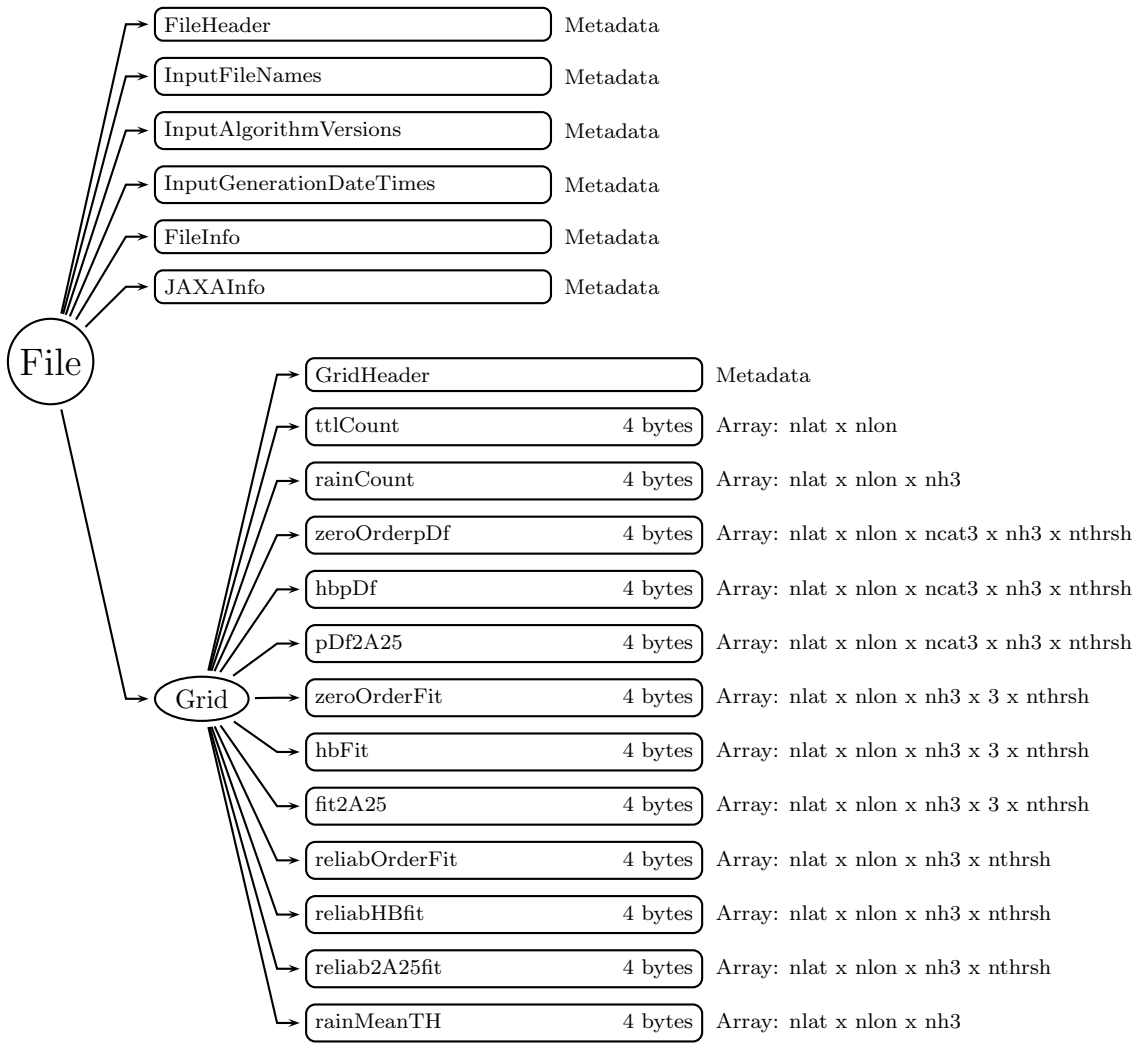 FileHeader Metadata
InputFileNames Metadata
InputAlgorithmVersions Metadata
InputGenerationDateTimes Metadata
FileInfo Metadata
JAXAInfo Metadata
File
GridHeader Metadata
ttlCount 4 bytes Array: nlat x nlon
rainCount 4 bytes Array: nlat x nlon x nh3
zeroOrderpDf 4 bytes Array: nlat x nlon x ncat3 x nh3 x nthrsh
hbpDf 4 bytes Array: nlat x nlon x ncat3 x nh3 x nthrsh
pDf2A25 4 bytes Array: nlat x nlon x ncat3 x nh3 x nthrsh
Grid
zeroOrderFit 4 bytes Array: nlat x nlon x nh3 x 3 x nthrsh
hbFit 4 bytes Array: nlat x nlon x nh3 x 3 x nthrsh
fit2A25 4 bytes Array: nlat x nlon x nh3 x 3 x nthrsh
reliabOrderFit 4 bytes Array: nlat x nlon x nh3 x nthrsh
reliabHBfit 4 bytes Array: nlat x nlon x nh3 x nthrsh
reliab2A25fit 4 bytes Array: nlat x nlon x nh3 x nthrsh
rainMeanTH 4 bytes Array: nlat x nlon x nh3